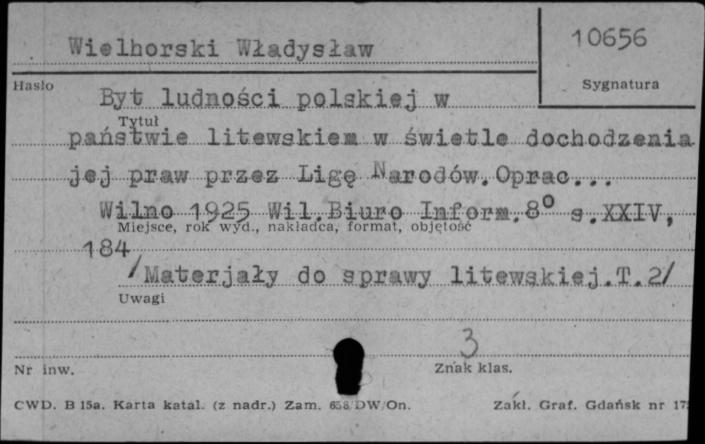 Wielhorski Władysław
10656
Hasło
Sygnatura
Byt ludności polskiej w
Tytuł
państwie litewskiem w świetle dochodzenia
jej praw przez Ligę Narodów. Oprac...
Wilno 1925 Wil.Biuro Inform.8° s.XXIV,
Miejsce, rok wyd., nakładca, format, objętość
184
/Materjały do sprawy litewskiej.T.2/
Uwagi
3
Nr inw.
Znak klas.
CWD. B 15a. Karta katal. (z nadr.) Zam. 658/DW/On.
Zakł. Graf. Gdańsk nr 17